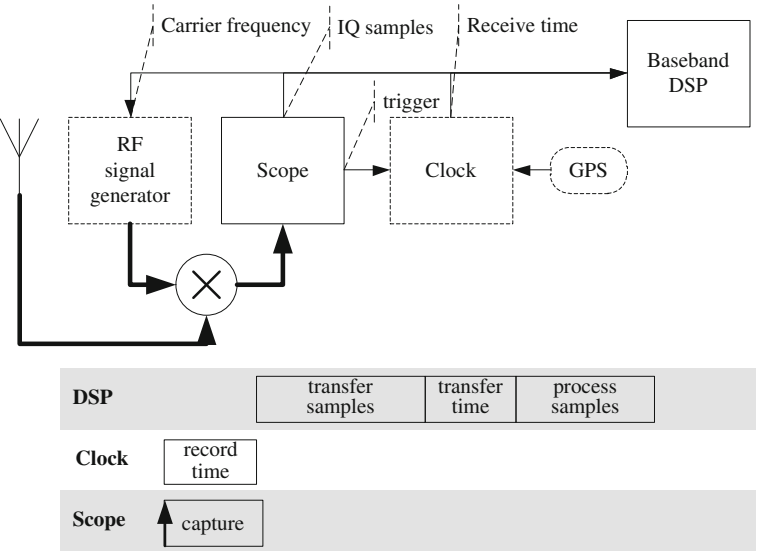 Carrier frequency
IQ samples
Receive time
Baseband
DSP
trigger
RF
signal
generator
Scope
Clock
GPS
DSP
transfer
samples
transfer
time
process
samples
Clock
record
time
Scope
capture